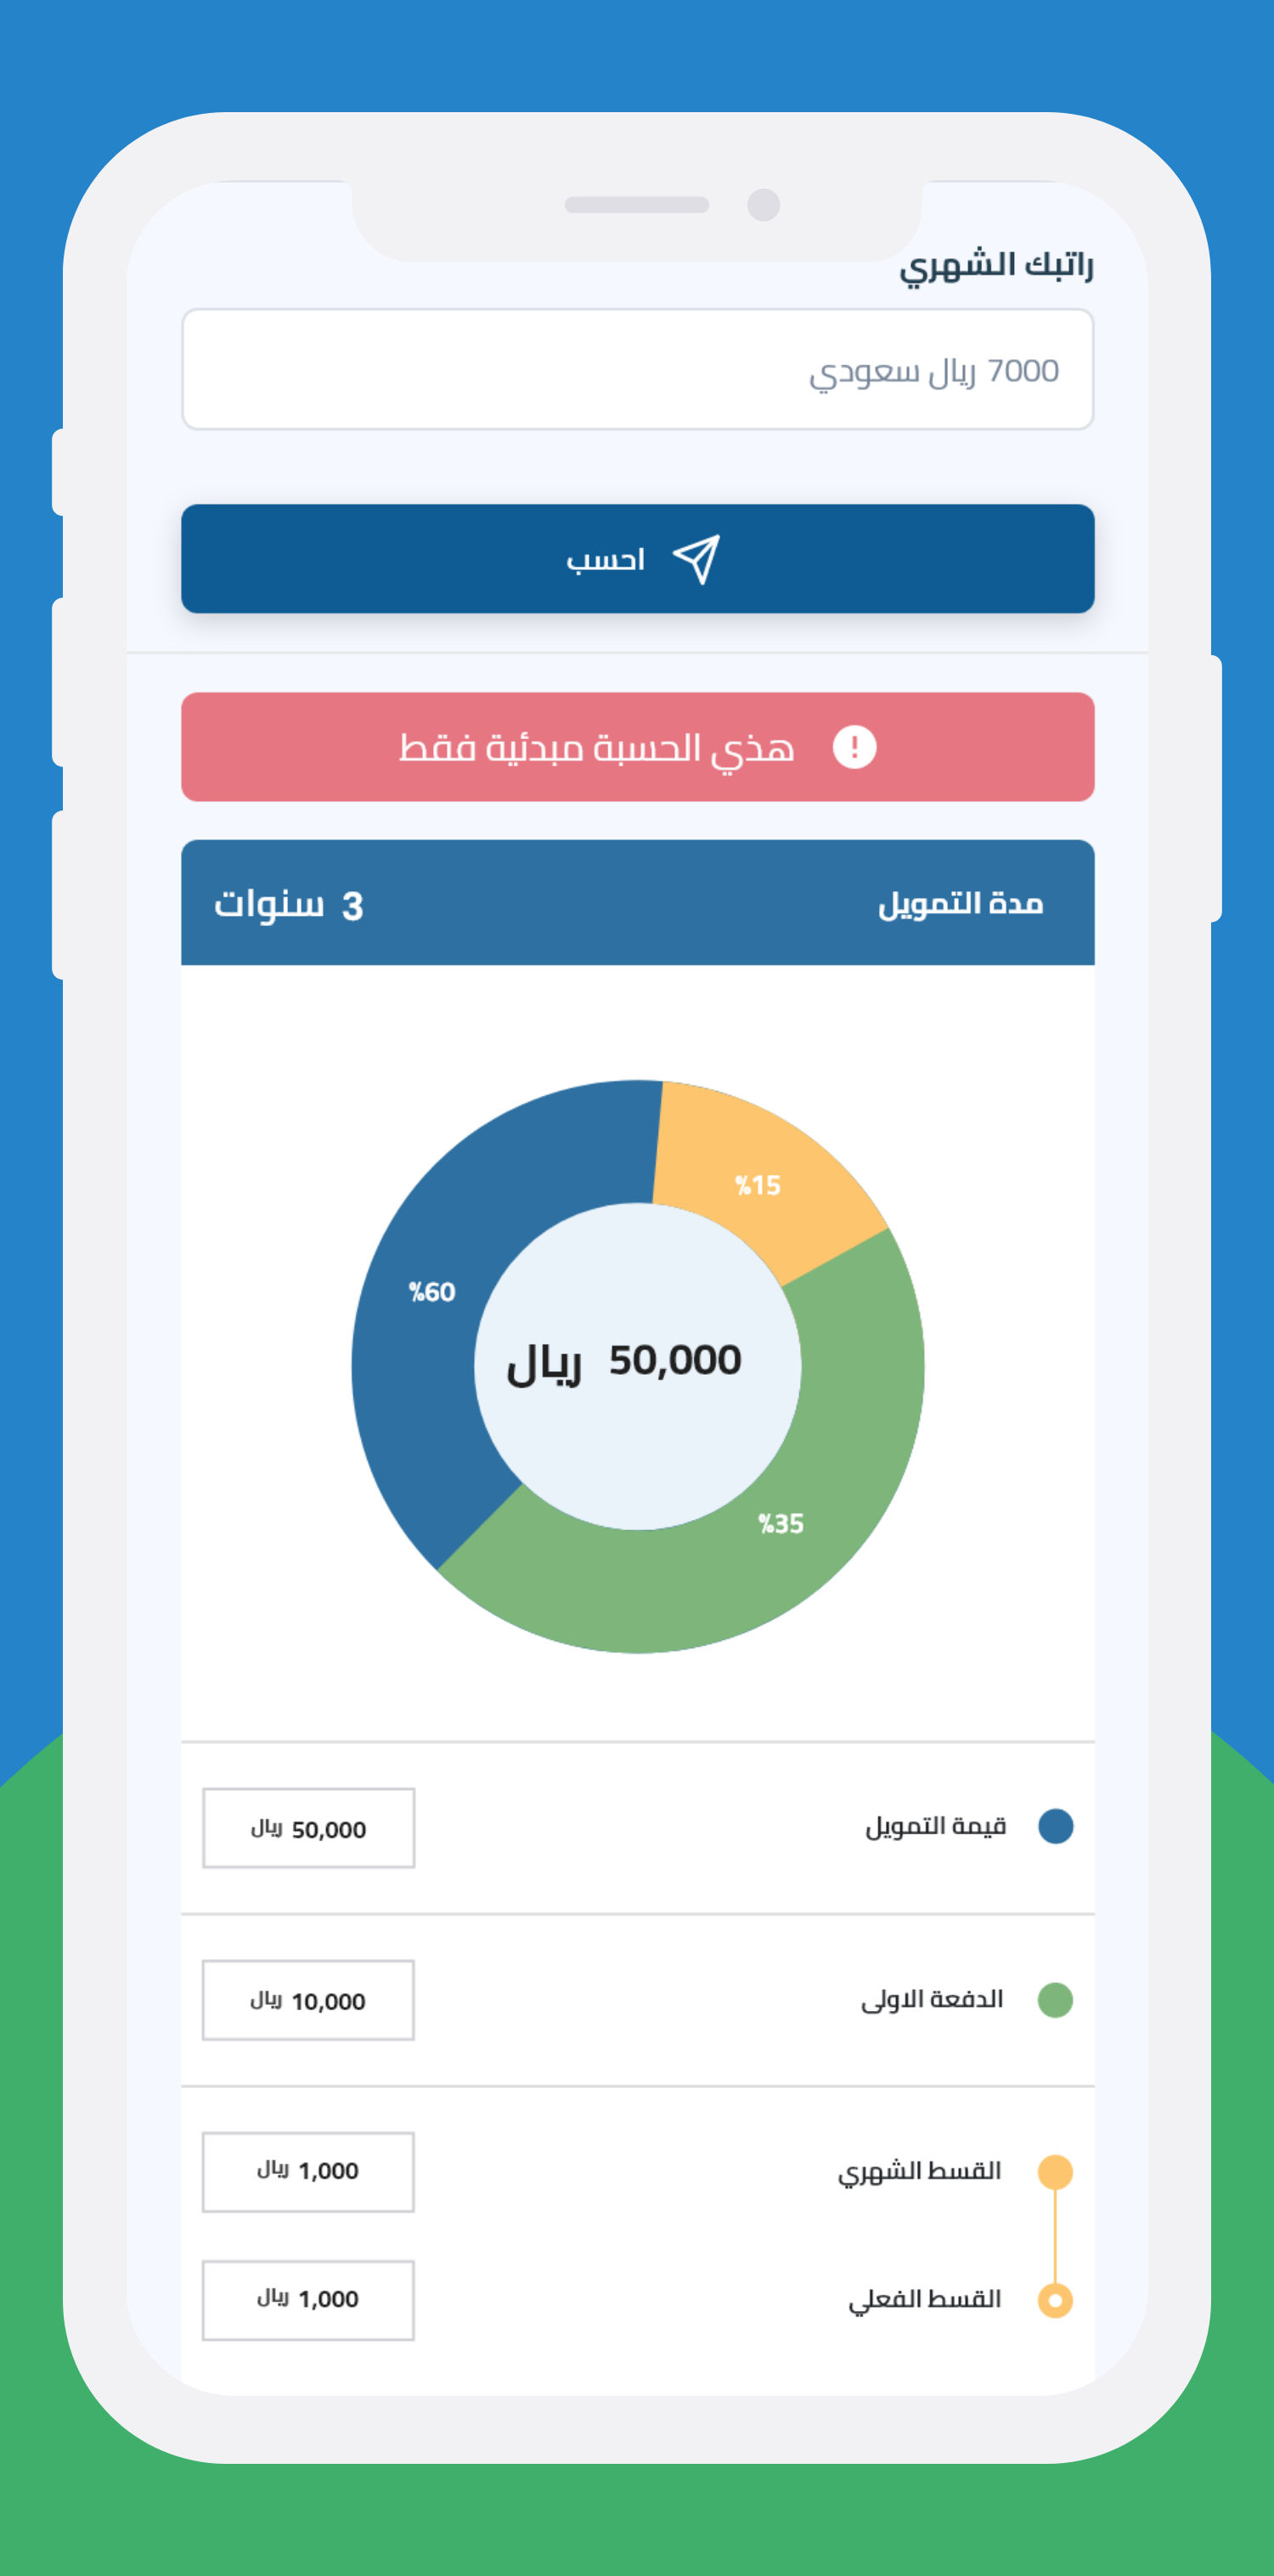 راتبك الشهري
7000 ريال سعودي
احسب
هذي الحسبة مبدئية فقط
مدة التمويل 3 سنوات
%15
%60
50,000 ريال
%35
قيمة التمويل 50,000 ريال
الدفعة الاولى 10,000 ريال
القسط الشهري 1,000 ريال
القسط الفعلي 1,000 ريال